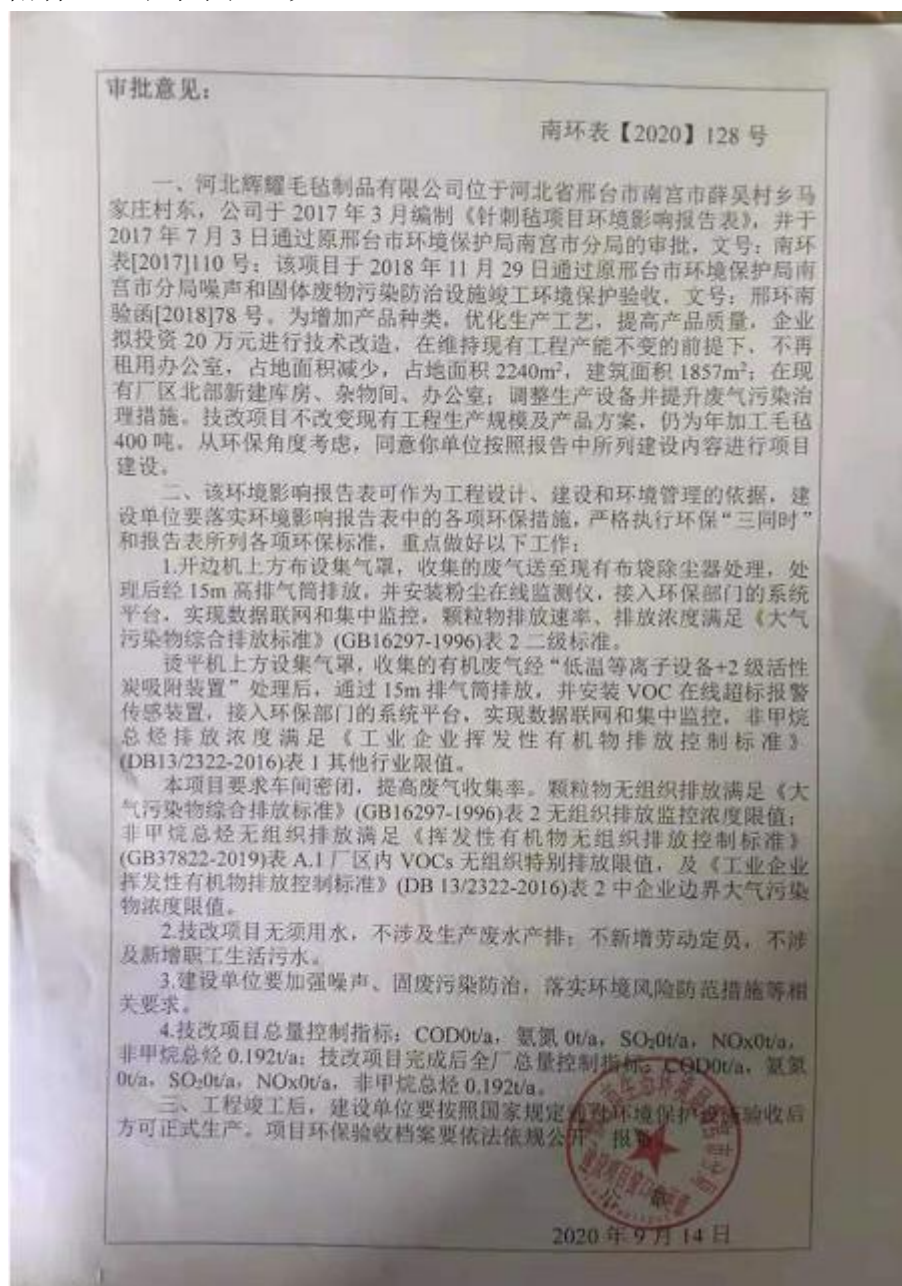 审批意见：
南环表【2020】128 号
一、河北辉耀毛毡制品有限公司位于河北省邢台市南宫市薛吴村乡马
家庄村东，公司于 2017 年 3 月编制《针刺毡项目环境影响报告表》，并于
2017 年 7 月 3 日通过原邢台市环境保护局南宫市分局的审批，文号：南环
表[2017]110 号；该项目于 2018 年 11 月 29 日通过原邢台市环境保护局南
宫市分局噪声和固体废物污染防治设施竣工环境保护验收，文号：邢环南
验函[2018]78 号。为增加产品种类，优化生产工艺，提高产品质量，企业
拟投资 20 万元进行技术改造，在维持现有工程产能不变的前提下，不再
租用办公室，占地面积减少，占地面积 2240m²，建筑面积 1857m²；在现
有厂区北部新建库房、杂物间、办公室；调整生产设备并提升废气污染治
理措施。技改项目不改变现有工程生产规模及产品方案，仍为年加工毛毡
400 吨。从环保角度考虑，同意你单位按照报告中所列建设内容进行项目
建设。
二、该环境影响报告表可作为工程设计、建设和环境管理的依据，建
设单位要落实环境影响报告表中的各项环保措施，严格执行环保“三同时”
和报告表所列各项环保标准，重点做好以下工作：
1.开边机上方布设集气罩，收集的废气送至现有布袋除尘器处理，处
理后经 15m 高排气筒排放，并安装粉尘在线监测仪，接入环保部门的系统
平台，实现数据联网和集中监控，颗粒物排放速率、排放浓度满足《大气
污染物综合排放标准》(GB16297-1996)表 2 二级标准。
烫平机上方设集气罩，收集的有机废气经“低温等离子设备+2 级活性
炭吸附装置”处理后，通过 15m 排气筒排放，并安装 VOC 在线超标报警
传感装置，接入环保部门的系统平台，实现数据联网和集中监控，非甲烷
总烃排放浓度满足《工业企业挥发性有机物排放控制标准》
(DB13/2322-2016)表 1 其他行业限值。
本项目要求车间密闭，提高废气收集率。颗粒物无组织排放满足《大
气污染物综合排放标准》(GB16297-1996)表 2 无组织排放监控浓度限值；
非甲烷总烃无组织排放满足《挥发性有机物无组织排放控制标准》
(GB37822-2019)表 A.1 厂区内 VOCs 无组织特别排放限值，及《工业企业
挥发性有机物排放控制标准》(DB 13/2322-2016)表 2 中企业边界大气污染
物浓度限值。
2.技改项目无须用水，不涉及生产废水产排；不新增劳动定员，不涉
及新增职工生活污水。
3.建设单位要加强噪声、固废污染防治，落实环境风险防范措施等相
关要求。
4.技改项目总量控制指标：COD0t/a，氨氮 0t/a，SO₂0t/a，NOx0t/a，
非甲烷总烃 0.192t/a；技改项目完成后全厂总量控制指标：COD0t/a，氨氮
0t/a，SO₂0t/a，NOx0t/a，非甲烷总烃 0.192t/a。
三、工程竣工后，建设单位要按照国家规定 环境保护 验收后
方可正式生产。项目环保验收档案要依法依规公开 报
2020 年 9 月 14 日